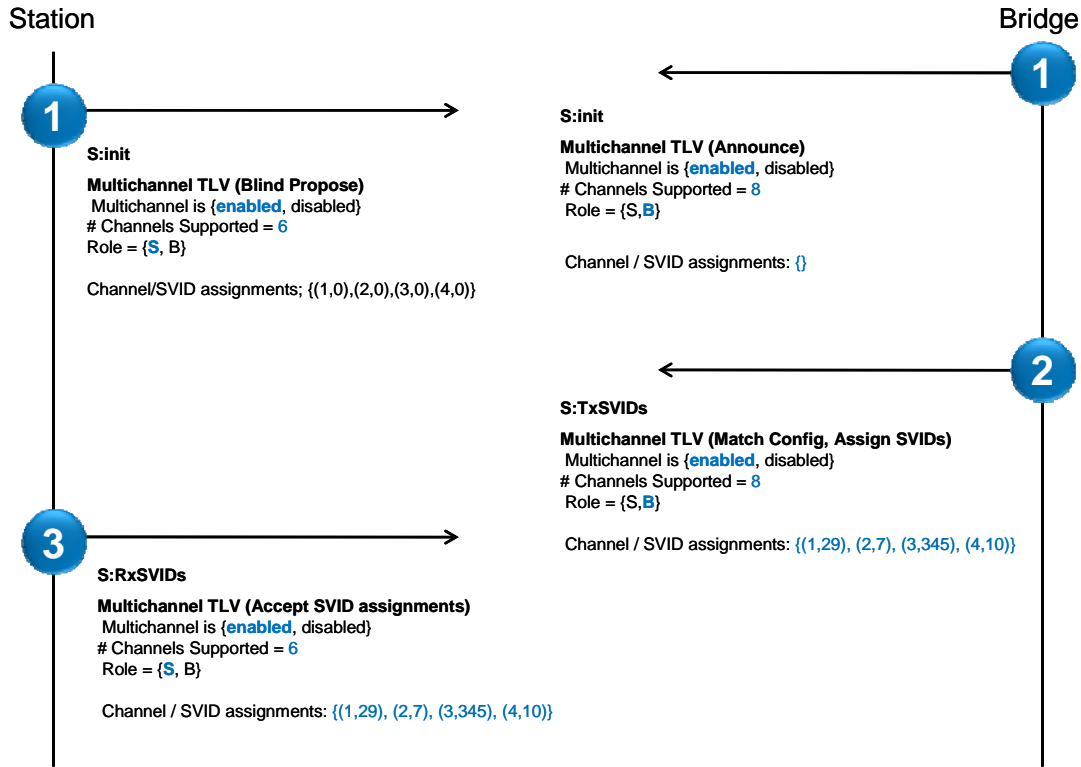 Station
Bridge
1
1
S:init
Multichannel TLV (Blind Propose)
Multichannel is {enabled, disabled}
# Channels Supported = 6
Role = {S, B}
Channel/SVID assignments; {(1,0),(2,0),(3,0),(4,0)}
S:init
Multichannel TLV (Announce)
Multichannel is {enabled, disabled}
# Channels Supported = 8
Role = {S,B}
Channel / SVID assignments: {}
2
S:TxSVIDs
Multichannel TLV (Match Config, Assign SVIDs)
Multichannel is {enabled, disabled}
# Channels Supported = 8
Role = {S,B}
Channel / SVID assignments: {(1,29), (2,7), (3,345), (4,10)}
3
S:RxSVIDs
Multichannel TLV (Accept SVID assignments)
Multichannel is {enabled, disabled}
# Channels Supported = 6
Role = {S, B}
Channel / SVID assignments: {(1,29), (2,7), (3,345), (4,10)}